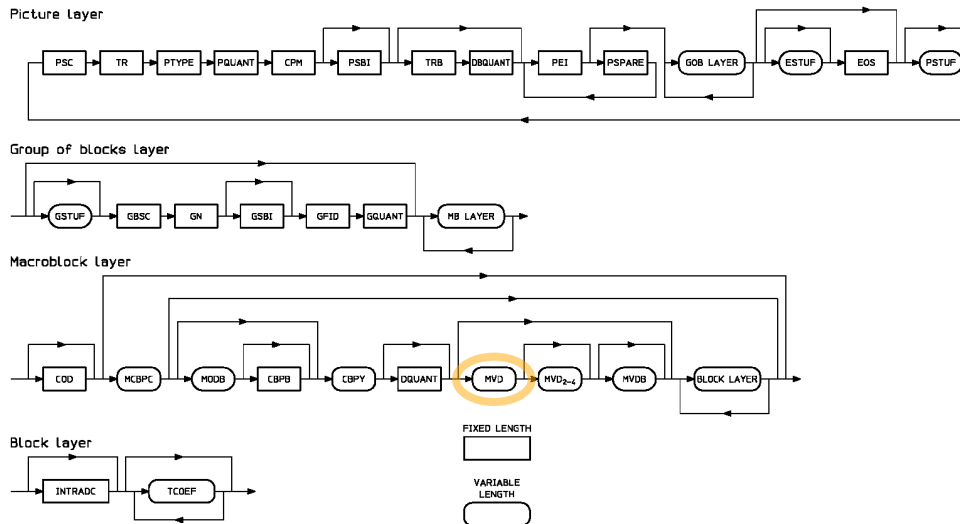 Picture layer
PSC TR PTYPE PQUANT CPM PSBI TRB DBQUANT PEI PSPARE GOB LAYER ESTUF EOS PSTUF
Group of blocks layer
GSTUF GBSC GN GSBI GFID GQUANT MB LAYER
Macroblock layer
COD MCBPC MODB CBPB CBPY DQUANT MVD MVD2-4 MVDB BLOCK LAYER
FIXED LENGTH
Block layer
INTRADC TCOEF
VARIABLE
LENGTH